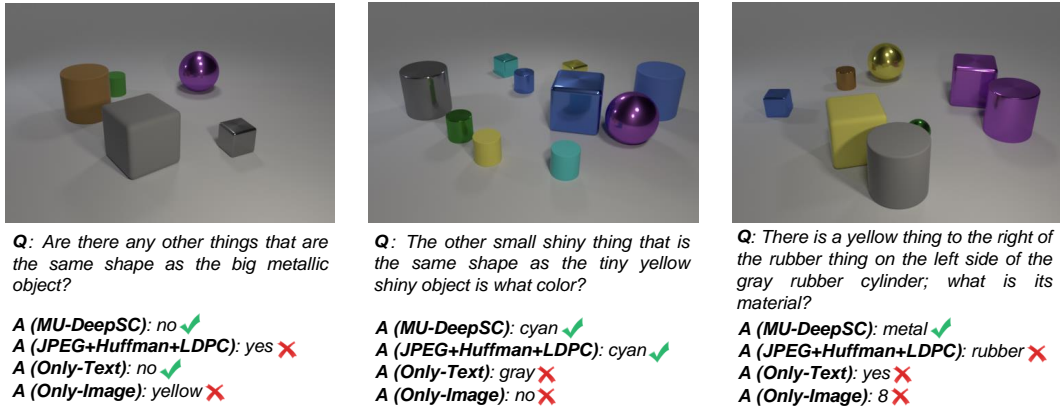 Q: Are there any other things that are
the same shape as the big metallic
object?
A (MU-DeepSC): no
A (JPEG+Huffman+LDPC): yes
A (Only-Text): no
A (Only-Image): yellow
Q: The other small shiny thing that is
the same shape as the tiny yellow
shiny object is what color?
A (MU-DeepSC): cyan
A (JPEG+Huffman+LDPC): cyan
A (Only-Text): gray
A (Only-Image): no
Q: There is a yellow thing to the right of
the rubber thing on the left side of the
gray rubber cylinder; what is its
material?
A (MU-DeepSC): metal
A (JPEG+Huffman+LDPC): rubber
A (Only-Text): yes
A (Only-Image): 8